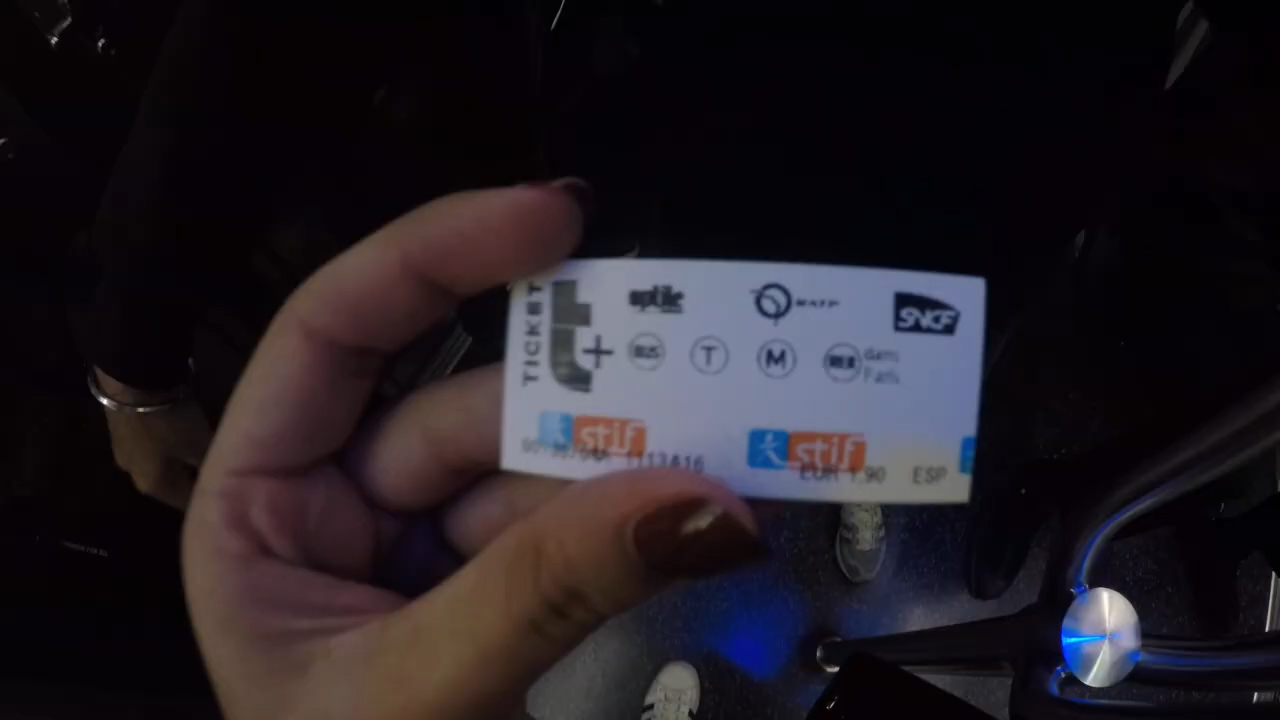 TICKET t+
optile RATP SNCF
BUS T M RER dans
Paris
stif stif
EUR 1.90 ESP